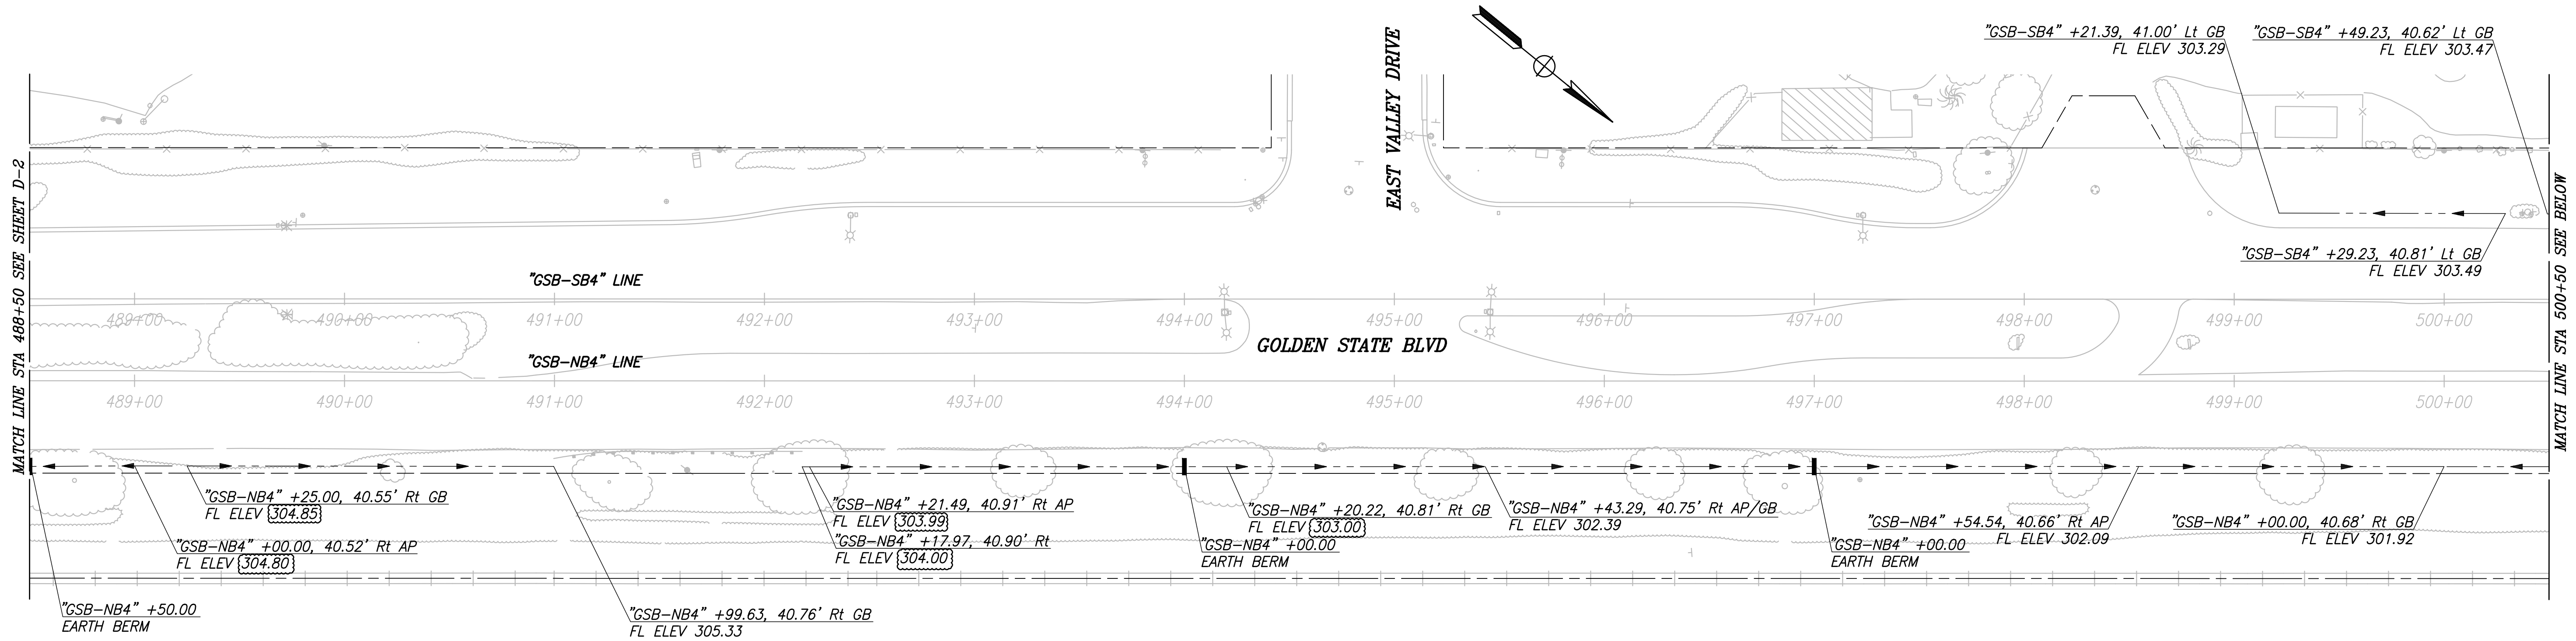 "GSB-SB4" +21.39, 41.00' Lt GB
FL ELEV 303.29
"GSB-SB4" +49.23, 40.62' Lt GB
FL ELEV 303.47
EAST VALLEY DRIVE
MATCH LINE STA 488+50 SEE SHEET D-2
MATCH LINE STA 500+50 SEE BELOW
"GSB-SB4" +29.23, 40.81' Lt GB
FL ELEV 303.49
"GSB-SB4" LINE
489+00 490+00 491+00 492+00 493+00 494+00 495+00 496+00 497+00 498+00 499+00 500+00
GOLDEN STATE BLVD
"GSB-NB4" LINE
489+00 490+00 491+00 492+00 493+00 494+00 495+00 496+00 497+00 498+00 499+00 500+00
"GSB-NB4" +25.00, 40.55' Rt GB
FL ELEV 304.85
"GSB-NB4" +00.00, 40.52' Rt AP
FL ELEV 304.80
"GSB-NB4" +50.00
EARTH BERM
"GSB-NB4" +99.63, 40.76' Rt GB
FL ELEV 305.33
"GSB-NB4" +21.49, 40.91' Rt AP
FL ELEV 303.99
"GSB-NB4" +17.97, 40.90' Rt
FL ELEV 304.00
"GSB-NB4" +20.22, 40.81' Rt GB
FL ELEV 303.00
"GSB-NB4" +00.00
EARTH BERM
"GSB-NB4" +43.29, 40.75' Rt AP/GB
FL ELEV 302.39
"GSB-NB4" +54.54, 40.66' Rt AP
FL ELEV 302.09
"GSB-NB4" +00.00
EARTH BERM
"GSB-NB4" +00.00, 40.68' Rt GB
FL ELEV 301.92